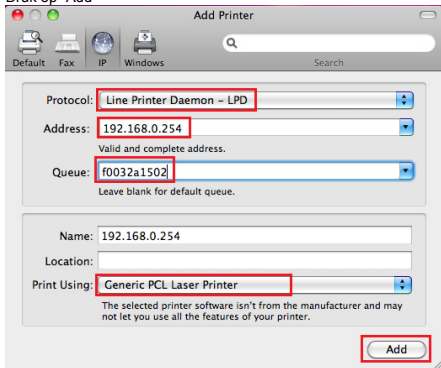 Druk op "Add"
Add Printer
Default Fax IP Windows Search
Protocol: Line Printer Daemon – LPD
Address: 192.168.0.254
Valid and complete address.
Queue: f0032a1502
Leave blank for default queue.
Name: 192.168.0.254
Location:
Print Using: Generic PCL Laser Printer
The selected printer software isn't from the manufacturer and may
not let you use all the features of your printer.
Add